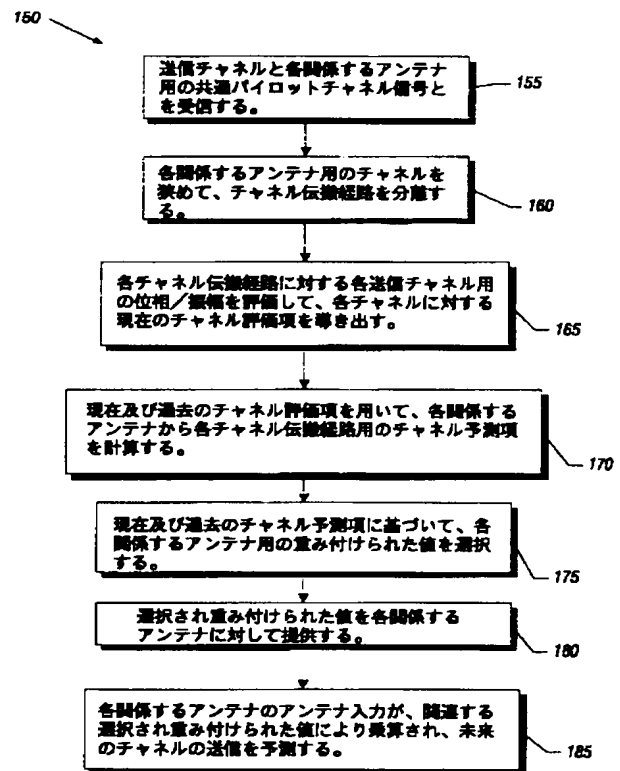 150
送信チャネルと各関係するアンテナ
用の共通パイロットチャネル信号と
を受信する。
155
各関係するアンテナ用のチャネルを
狭めて、チャネル伝搬経路を分離す
る。
160
各チャネル伝搬経路に対する各送信チャネル用
の位相／振幅を評価して、各チャネルに対する
現在のチャネル評価項を導き出す。
165
現在及び過去のチャネル評価項を用いて、各関係する
アンテナから各チャネル伝搬経路用のチャネル予測項
を計算する。
170
現在及び過去のチャネル予測項に基づいて、各
関係するアンテナ用の重み付けられた値を選択
する。
175
選択され重み付けられた値を各関係する
アンテナに対して提供する。
180
各関係するアンテナのアンテナ入力が、関連する
選択され重み付けられた値により乗算され、未来
のチャネルの送信を予測する。
185